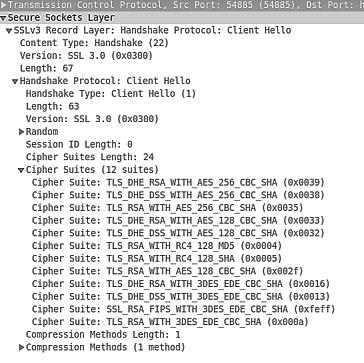 Transmission Control Protocol, Src Port: 54885 (54885), Dst Port: h
Secure Sockets Layer
SSLv3 Record Layer: Handshake Protocol: Client Hello
Content Type: Handshake (22)
Version: SSL 3.0 (0x0300)
Length: 67
Handshake Protocol: Client Hello
Handshake Type: Client Hello (1)
Length: 63
Version: SSL 3.0 (0x0300)
Random
Session ID Length: 0
Cipher Suites Length: 24
Cipher Suites (12 suites)
Cipher Suite: TLS_DHE_RSA_WITH_AES_256_CBC_SHA (0x0039)
Cipher Suite: TLS_DHE_DSS_WITH_AES_256_CBC_SHA (0x0038)
Cipher Suite: TLS_RSA_WITH_AES_256_CBC_SHA (0x0035)
Cipher Suite: TLS_DHE_RSA_WITH_AES_128_CBC_SHA (0x0033)
Cipher Suite: TLS_DHE_DSS_WITH_AES_128_CBC_SHA (0x0032)
Cipher Suite: TLS_RSA_WITH_RC4_128_MD5 (0x0004)
Cipher Suite: TLS_RSA_WITH_RC4_128_SHA (0x0005)
Cipher Suite: TLS_RSA_WITH_AES_128_CBC_SHA (0x002f)
Cipher Suite: TLS_DHE_RSA_WITH_3DES_EDE_CBC_SHA (0x0016)
Cipher Suite: TLS_DHE_DSS_WITH_3DES_EDE_CBC_SHA (0x0013)
Cipher Suite: SSL_RSA_FIPS_WITH_3DES_EDE_CBC_SHA (0xfeff)
Cipher Suite: TLS_RSA_WITH_3DES_EDE_CBC_SHA (0x000a)
Compression Methods Length: 1
Compression Methods (1 method)